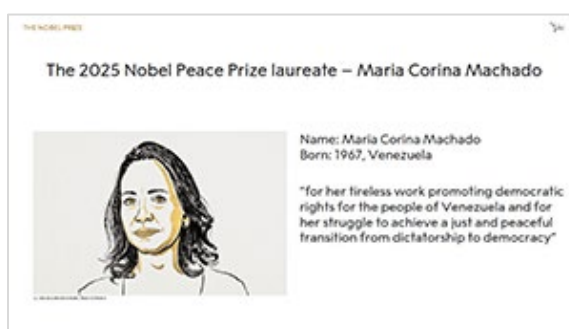 THE NOBEL PRIZE
The 2025 Nobel Peace Prize laureate – Maria Corina Machado
Name: Maria Corina Machado
Born: 1967, Venezuela
"for her tireless work promoting democratic
rights for the people of Venezuela and for
her struggle to achieve a just and peaceful
transition from dictatorship to democracy"